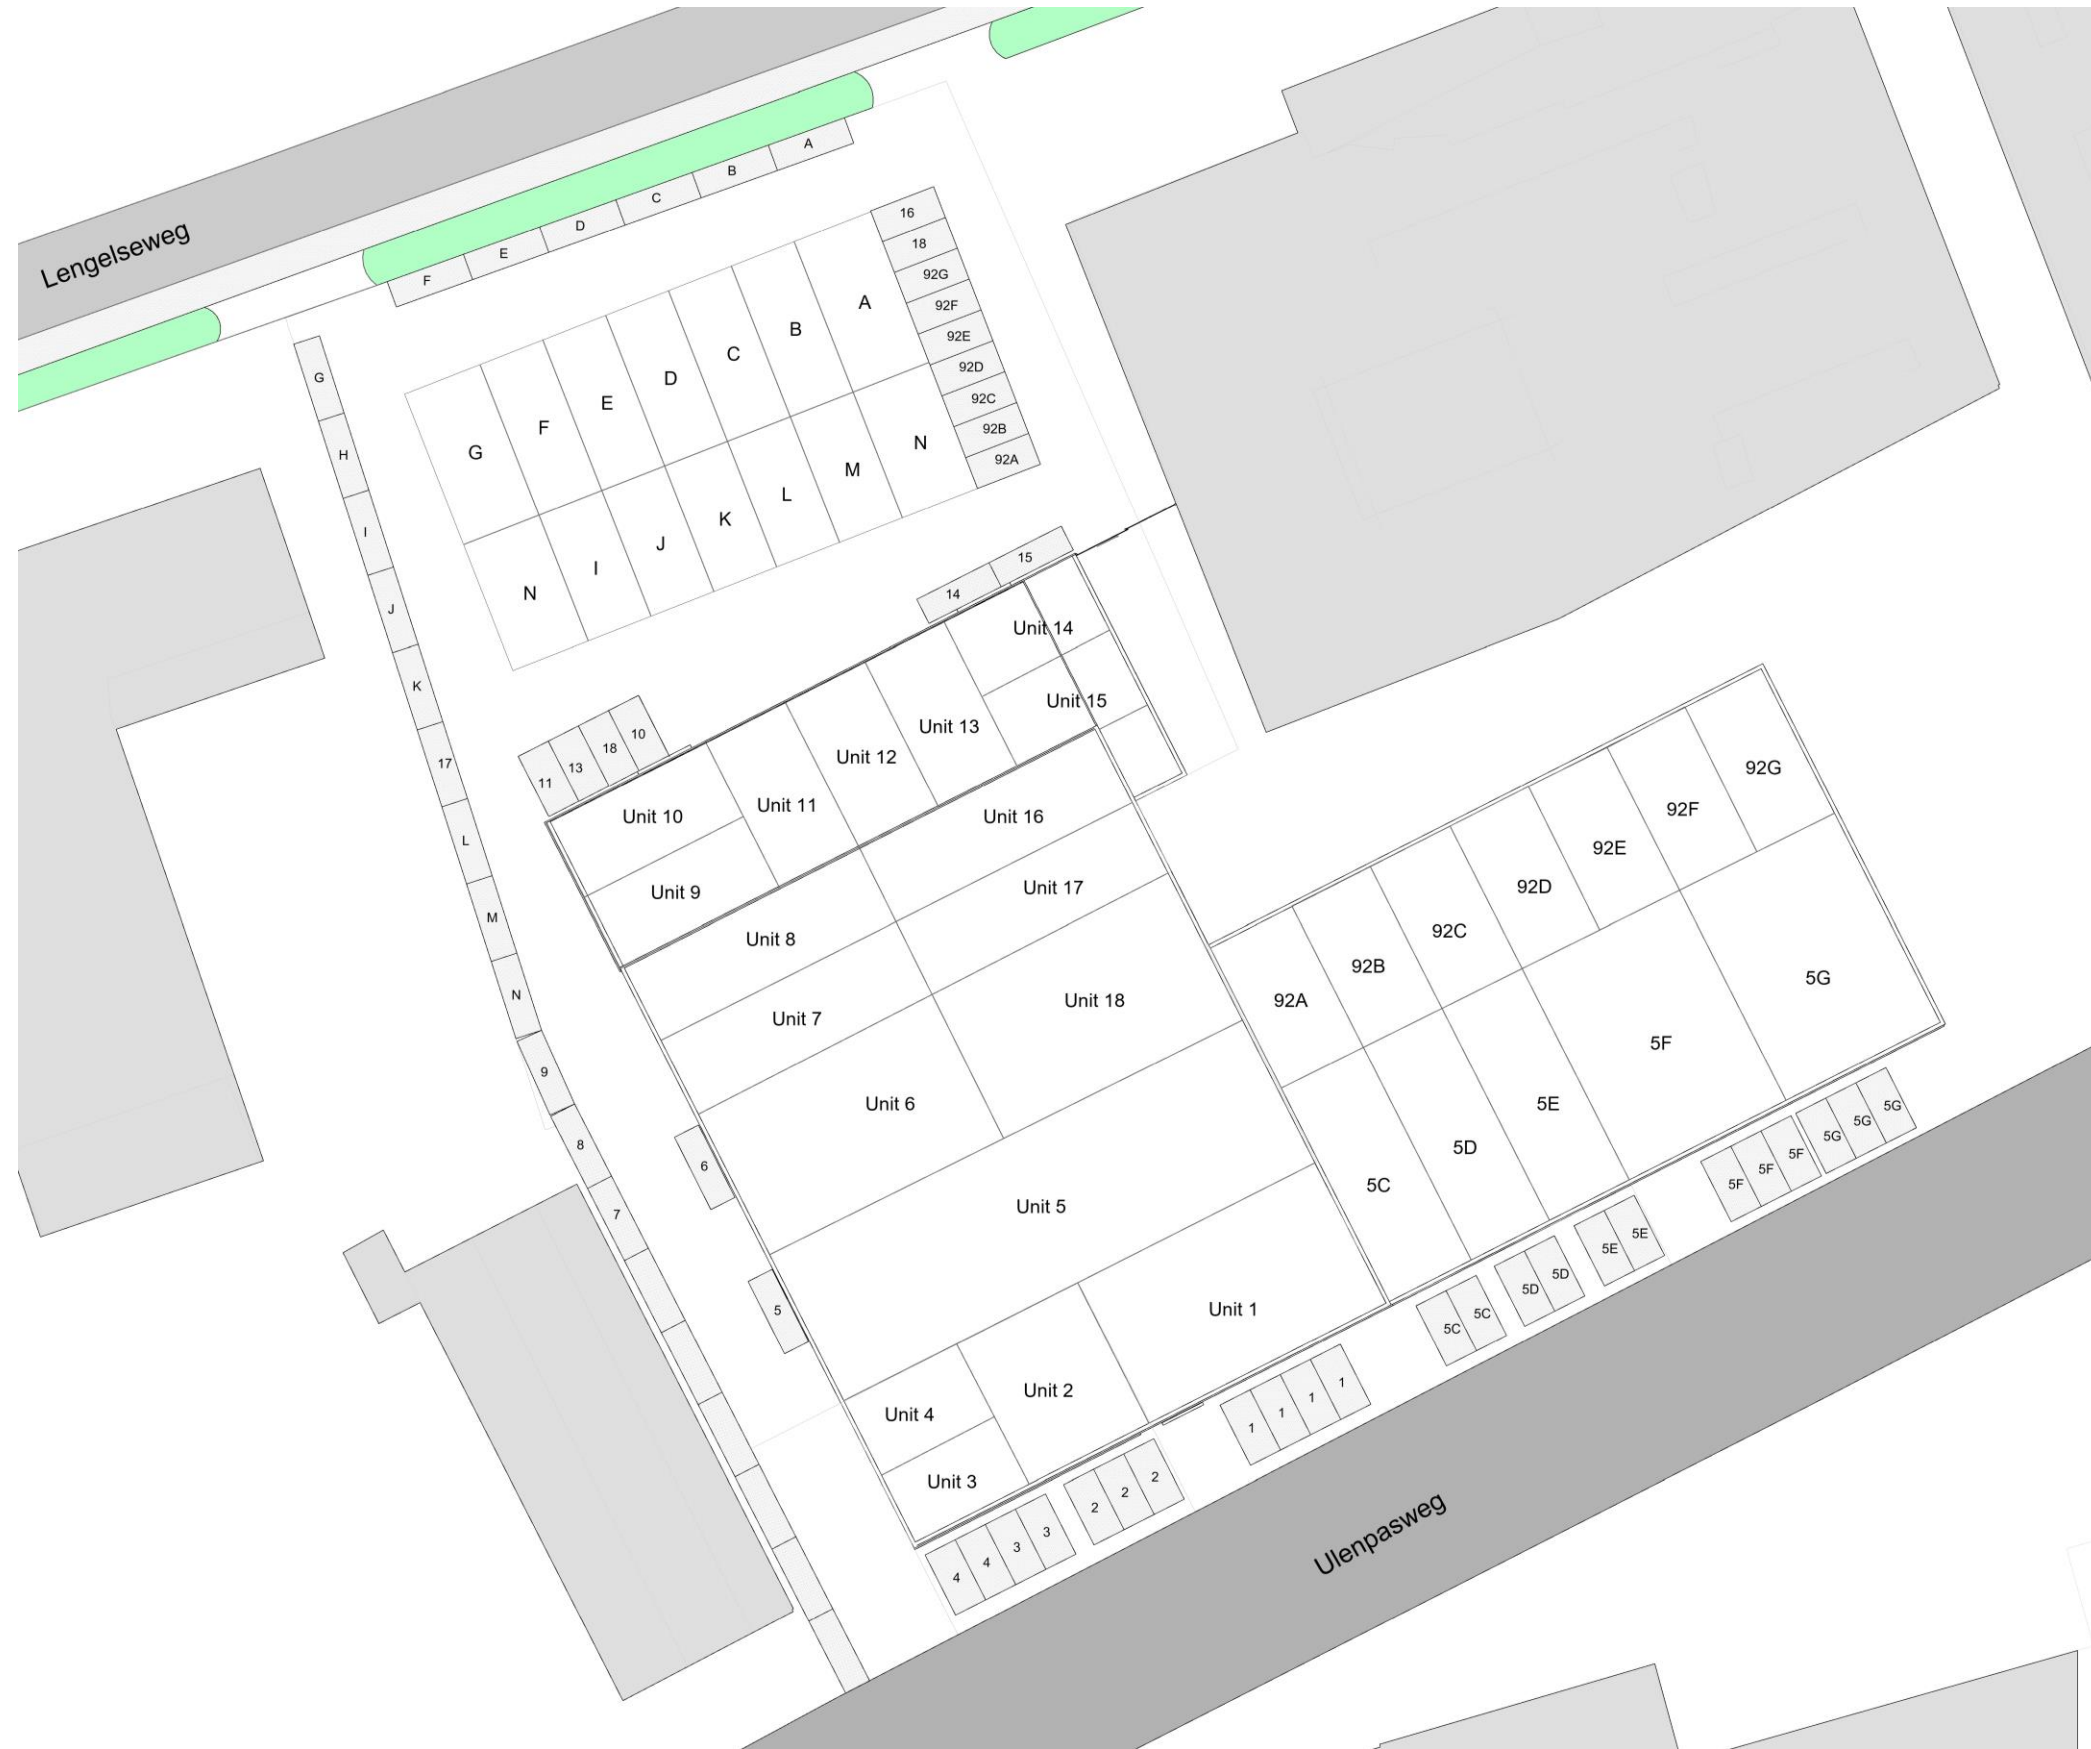 Lengelseweg
A
B
C
D
E
F
16
18
92G
92F
92E
92D
92C
92B
92A
A
B
C
D
E
F
G
N
M
L
K
J
I
N
G
H
I
J
K
17
L
M
N
9
8
7
15
14
10
18
13
11
Unit 14
Unit 15
Unit 13
Unit 12
Unit 11
Unit 10
Unit 9
Unit 16
Unit 17
Unit 8
Unit 7
Unit 18
Unit 6
Unit 5
Unit 1
Unit 2
Unit 4
Unit 3
6
5
92G
92F
92E
92D
92C
92B
92A
5G
5F
5E
5D
5C
5G
5G
5G
5F
5F
5F
5E
5E
5D
5D
5C
5C
1
1
1
1
2
2
2
3
3
4
4
Ulenpasweg